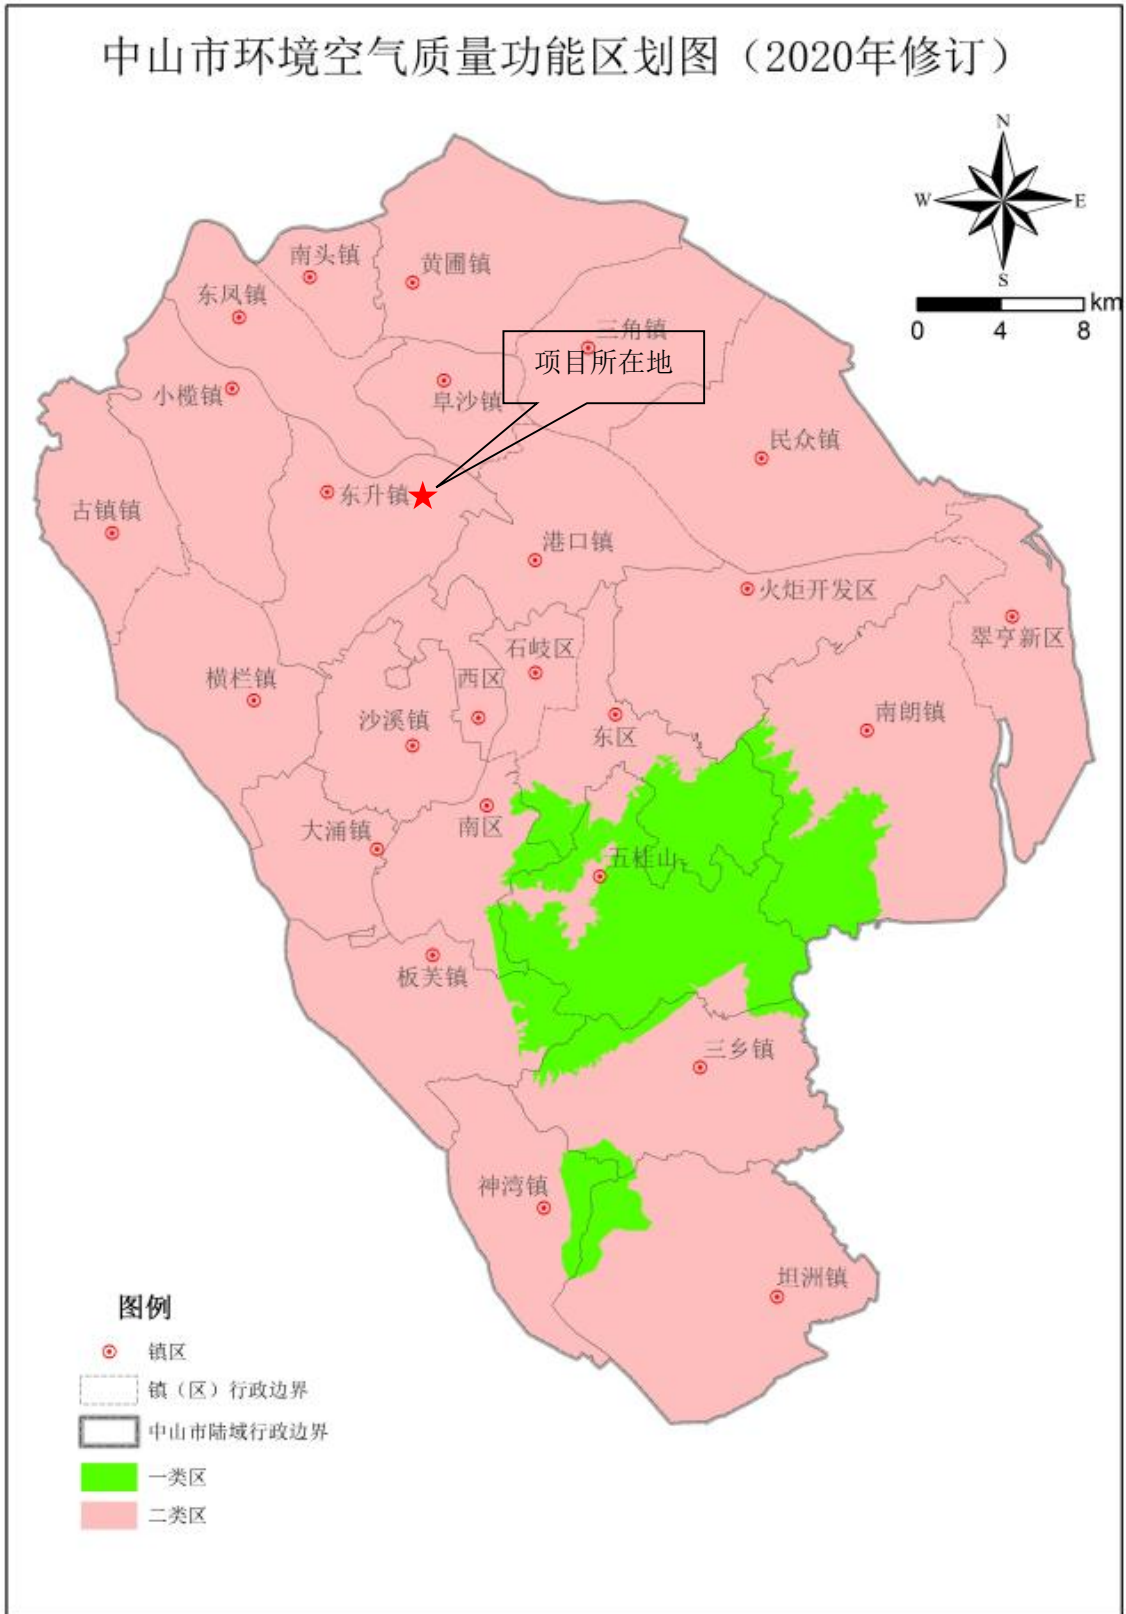 中山市环境空气质量功能区划图（2020年修订）
N
W
E
S
km
0 4 8
南头镇
黄圃镇
东凤镇
三角镇
项目所在地
小榄镇
阜沙镇
民众镇
东升镇
古镇镇
港口镇
火炬开发区
翠亨新区
石岐区
横栏镇
西区
沙溪镇
南朗镇
东区
南区
大涌镇
五桂山
板芙镇
三乡镇
神湾镇
坦洲镇
图例
镇区
镇（区）行政边界
中山市陆域行政边界
一类区
二类区